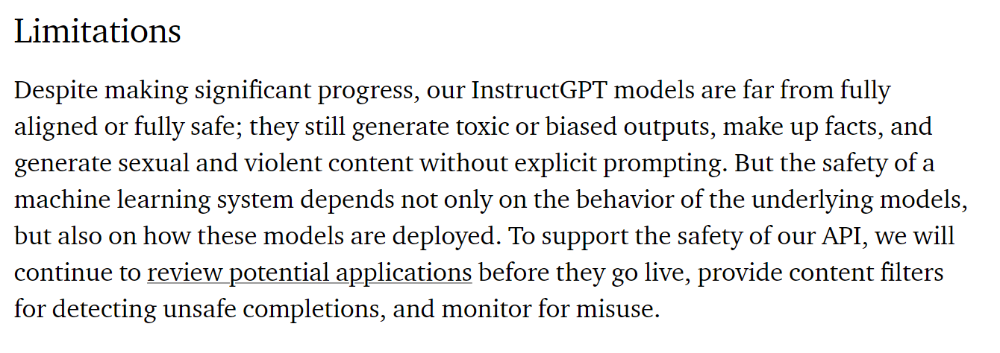 Limitations
Despite making significant progress, our InstructGPT models are far from fully
aligned or fully safe; they still generate toxic or biased outputs, make up facts, and
generate sexual and violent content without explicit prompting. But the safety of a
machine learning system depends not only on the behavior of the underlying models,
but also on how these models are deployed. To support the safety of our API, we will
continue to review potential applications before they go live, provide content filters
for detecting unsafe completions, and monitor for misuse.